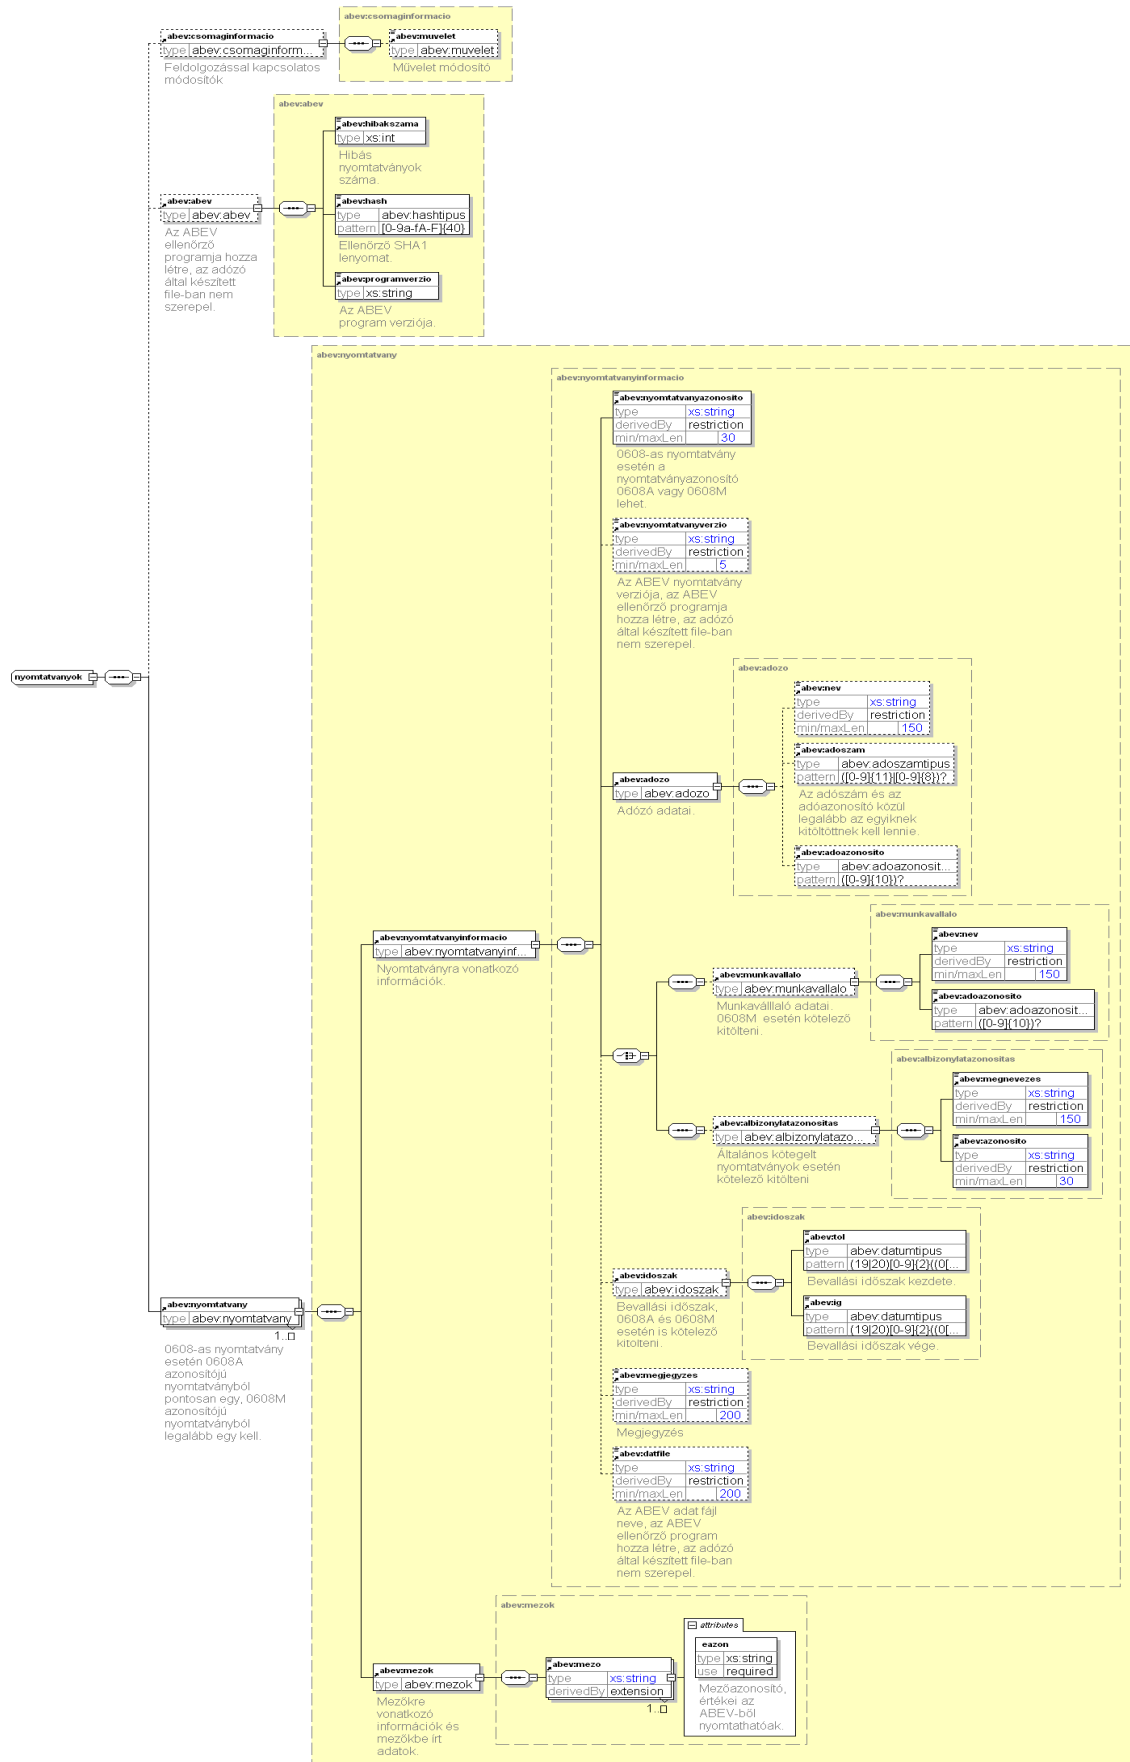 abev:csomaginformacio
abev:csomaginformacio
type abev:csomaginform...
Feldolgozással kapcsolatos
módosítók
abev:muvelet
type abev:muvelet
Művelet módosító
abev:abev
abev:hibakszama
type xs:int
Hibás
nyomtatványok
száma.
abev:abev
type abev:abev
Az ABEV
ellenőrző
programja hozza
létre, az adózó
által készített
file-ban nem
szerepel.
abev:hash
type abev:hashtipus
pattern [0-9a-fA-F]{40}
Ellenőrző SHA1
lenyomat.
abev:programverzio
type xs:string
Az ABEV
program verziója.
abev:nyomtatvany
abev:nyomtatvanyinformacio
abev:nyomtatvanyazonosito
type xs:string
derivedBy restriction
min/maxLen 30
0608-as nyomtatvány
esetén a
nyomtatványazonosító
0608A vagy 0608M
lehet.
abev:nyomtatvanyverzio
type xs:string
derivedBy restriction
min/maxLen 5
Az ABEV nyomtatvány
verziója, az ABEV
ellenőrző programja
hozza létre, az adózó
által készített file-ban
nem szerepel.
nyomtatvanyok
abev:adozo
abev:nev
type xs:string
derivedBy restriction
min/maxLen 150
abev:adoszam
type abev:adoszamtipus
pattern ([0-9]{11}|[0-9]{8})?
Az adószám és az
adóazonosító közül
legalább az egyiknek
kitöltöttnek kell lennie.
abev:adozo
type abev:adozo
Adózó adatai.
abev:adoazonosito
type abev:adoazonosit...
pattern ([0-9]{10})?
abev:nyomtatvanyinformacio
type abev:nyomtatvanyinf...
Nyomtatványra vonatkozó
információk.
abev:munkavallalo
abev:nev
type xs:string
derivedBy restriction
min/maxLen 150
abev:munkavallalo
type abev:munkavallalo
Munkaválllaló adatai.
0608M esetén kötelező
kitölteni.
abev:adoazonosito
type abev:adoazonosit...
pattern ([0-9]{10})?
abev:albizonylatazonositas
abev:megnevezes
type xs:string
derivedBy restriction
min/maxLen 150
abev:albizonylatazonositas
type abev:albizonylatazo...
Általános kötegelt
nyomtatványok esetén
kötelező kitölteni
abev:azonosito
type xs:string
derivedBy restriction
min/maxLen 30
abev:idoszak
abev:tol
type abev:datumtipus
pattern (19|20)[0-9]{2}((0[...
Bevallási időszak kezdete.
abev:idoszak
type abev:idoszak
Bevallási időszak,
0608A és 0608M
esetén is kötelező
kitölteni.
abev:ig
type abev:datumtipus
pattern (19|20)[0-9]{2}((0[...
Bevallási időszak vége.
abev:nyomtatvany
type abev:nyomtatvany
1..
0608-as nyomtatvány
esetén 0608A
azonosítójú
nyomtatványból
pontosan egy, 0608M
azonosítójú
nyomtatványból
legalább egy kell.
abev:megjegyzes
type xs:string
derivedBy restriction
min/maxLen 200
Megjegyzés
abev:datfile
type xs:string
derivedBy restriction
min/maxLen 200
Az ABEV adat fájl
neve, az ABEV
ellenőrző program
hozza létre, az adózó
által készített file-ban
nem szerepel.
abev:mezok
abev:mezok
type abev:mezok
Mezőkre
vonatkozó
információk és
mezőkbe írt
adatok.
abev:mezo
type xs:string
derivedBy extension
1..
attributes
eazon
type xs:string
use required
Mezőazonosító,
értékei az
ABEV-ből
nyomtathatóak.